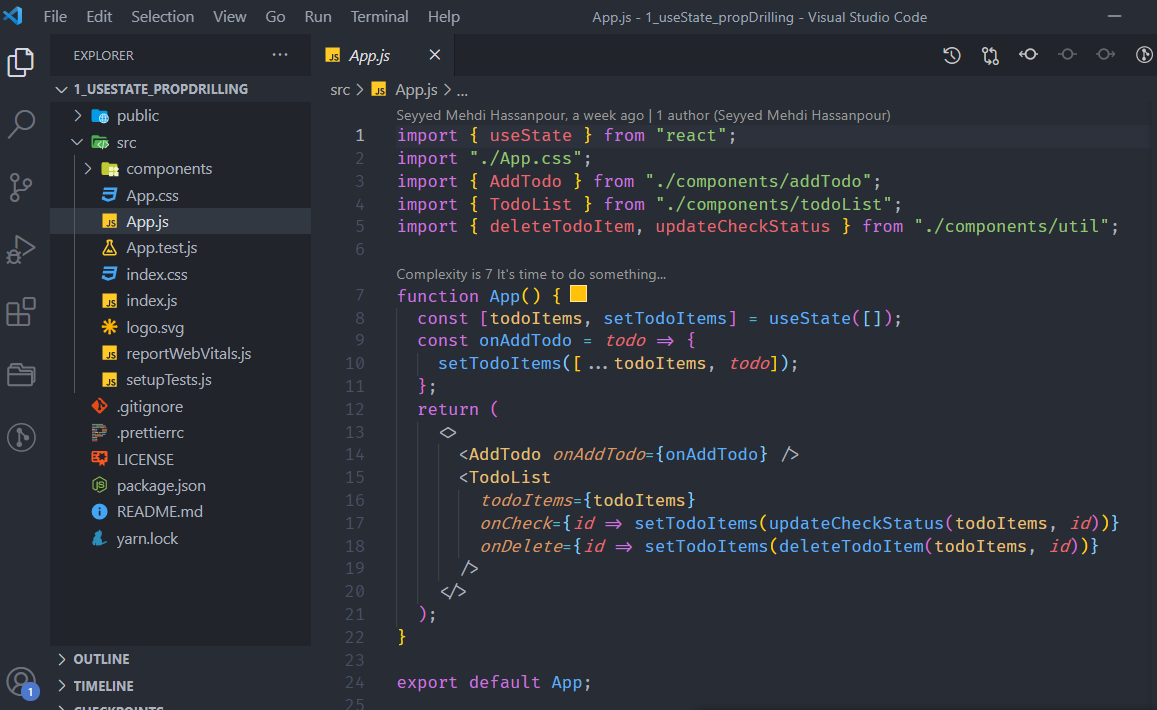 File Edit Selection View Go Run Terminal Help App.js - 1_useState_propDrilling - Visual Studio Code
EXPLORER ...
1_USESTATE_PROPDRILLING
public
src
components
App.css
App.js
App.test.js
index.css
index.js
logo.svg
reportWebVitals.js
setupTests.js
.gitignore
.prettierrc
LICENSE
package.json
README.md
yarn.lock
OUTLINE
TIMELINE
CHECKPOINTS
1
JS App.js
src > JS App.js > ...
Seyyed Mehdi Hassanpour, a week ago | 1 author (Seyyed Mehdi Hassanpour)
1 import { useState } from "react";
2 import "./App.css";
3 import { AddTodo } from "./components/addTodo";
4 import { TodoList } from "./components/todoList";
5 import { deleteTodoItem, updateCheckStatus } from "./components/util";
6
Complexity is 7 It's time to do something...
7 function App() {
8 const [todoItems, setTodoItems] = useState([]);
9 const onAddTodo = todo => {
10 setTodoItems([...todoItems, todo]);
11 };
12 return (
13 <>
14 <AddTodo onAddTodo={onAddTodo} />
15 <TodoList
16 todoItems={todoItems}
17 onCheck={id => setTodoItems(updateCheckStatus(todoItems, id))}
18 onDelete={id => setTodoItems(deleteTodoItem(todoItems, id))}
19 />
20 </>
21 );
22 }
23
24 export default App;
25